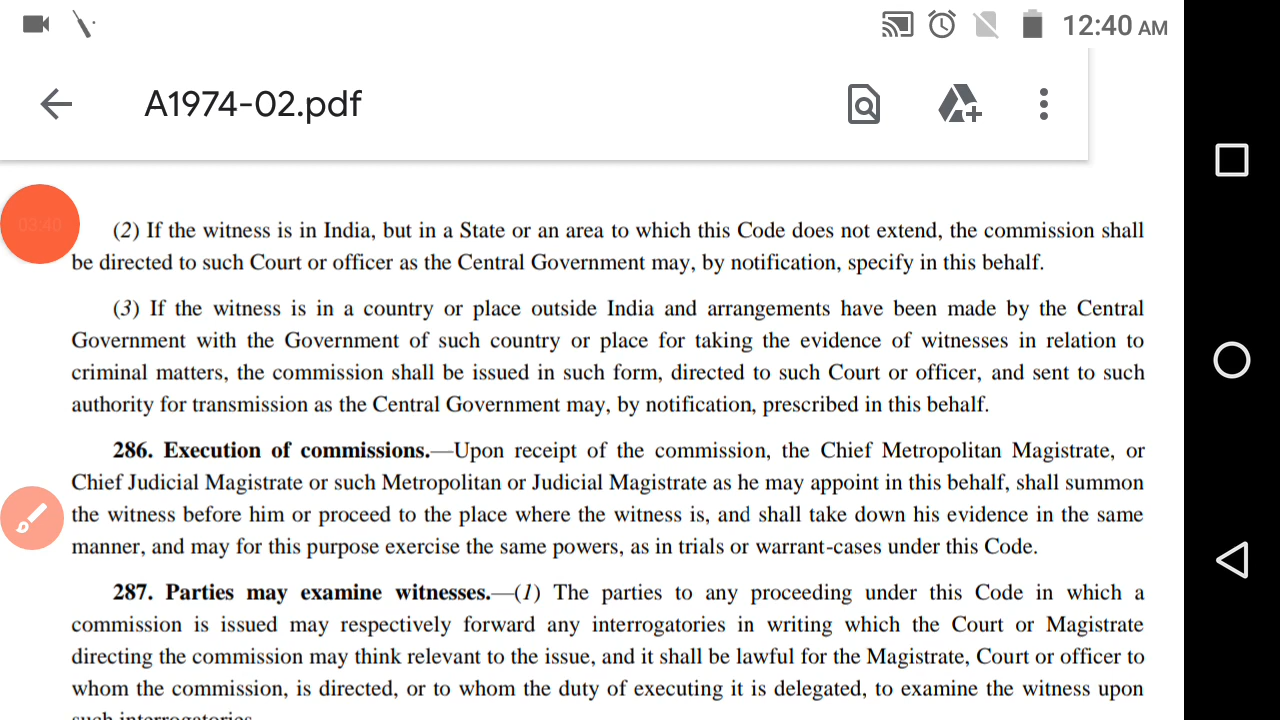 12:40 AM
A1974-02.pdf
03:40
(2) If the witness is in India, but in a State or an area to which this Code does not extend, the commission shall
be directed to such Court or officer as the Central Government may, by notification, specify in this behalf.
(3) If the witness is in a country or place outside India and arrangements have been made by the Central
Government with the Government of such country or place for taking the evidence of witnesses in relation to
criminal matters, the commission shall be issued in such form, directed to such Court or officer, and sent to such
authority for transmission as the Central Government may, by notification, prescribed in this behalf.
286. Execution of commissions.—Upon receipt of the commission, the Chief Metropolitan Magistrate, or
Chief Judicial Magistrate or such Metropolitan or Judicial Magistrate as he may appoint in this behalf, shall summon
the witness before him or proceed to the place where the witness is, and shall take down his evidence in the same
manner, and may for this purpose exercise the same powers, as in trials or warrant-cases under this Code.
287. Parties may examine witnesses.—(1) The parties to any proceeding under this Code in which a
commission is issued may respectively forward any interrogatories in writing which the Court or Magistrate
directing the commission may think relevant to the issue, and it shall be lawful for the Magistrate, Court or officer to
whom the commission, is directed, or to whom the duty of executing it is delegated, to examine the witness upon
such interrogatories.